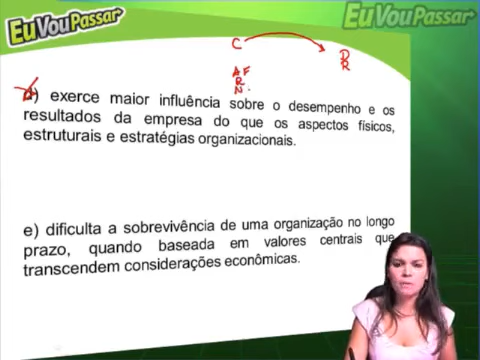 EuVouPassar
EuVouPassar
C
D
R
AF
R
N.
d) exerce maior influência sobre o desempenho e os
resultados da empresa do que os aspectos físicos,
estruturais e estratégias organizacionais.
e) dificulta a sobrevivência de uma organização no longo
prazo, quando baseada em valores centrais que
transcendem considerações econômicas.